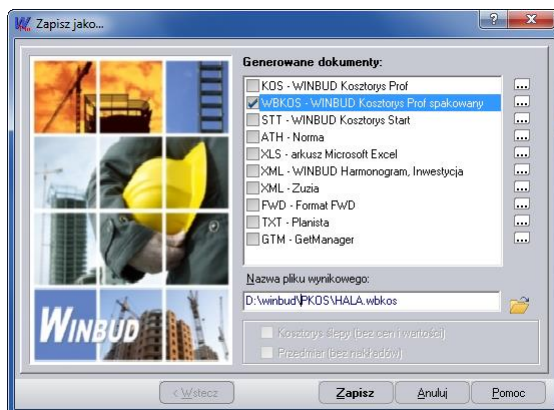 Zapisz jako...
Generowane dokumenty:
KOS - WINBUD Kosztorys Prof
WBKOS - WINBUD Kosztorys Prof spakowany
STT - WINBUD Kosztorys Start
ATH - Norma
XLS - arkusz Microsoft Excel
XML - WINBUD Harmonogram, Inwestycja
XML - Zuzia
FWD - Format FWD
TXT - Planista
GTM - GetManager
Nazwa pliku wynikowego:
D:\winbud\PKOS\HALA.wbkos
WINBUD
Kosztorys ślepy (bez cen i wartości)
Przedmiar (bez nakładów)
< Wstecz
Zapisz
Anuluj
Pomoc